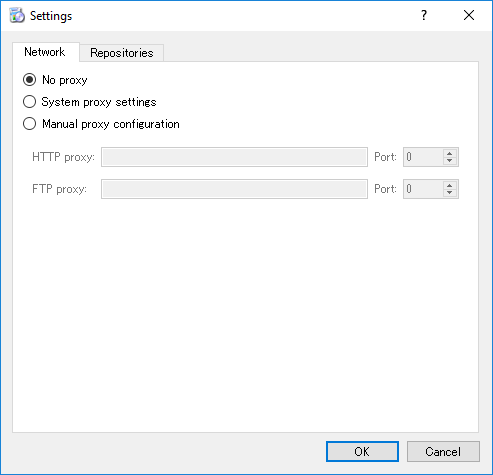 Settings
?
Network Repositories
No proxy
System proxy settings
Manual proxy configuration
HTTP proxy: Port: 0
FTP proxy: Port: 0
OK Cancel